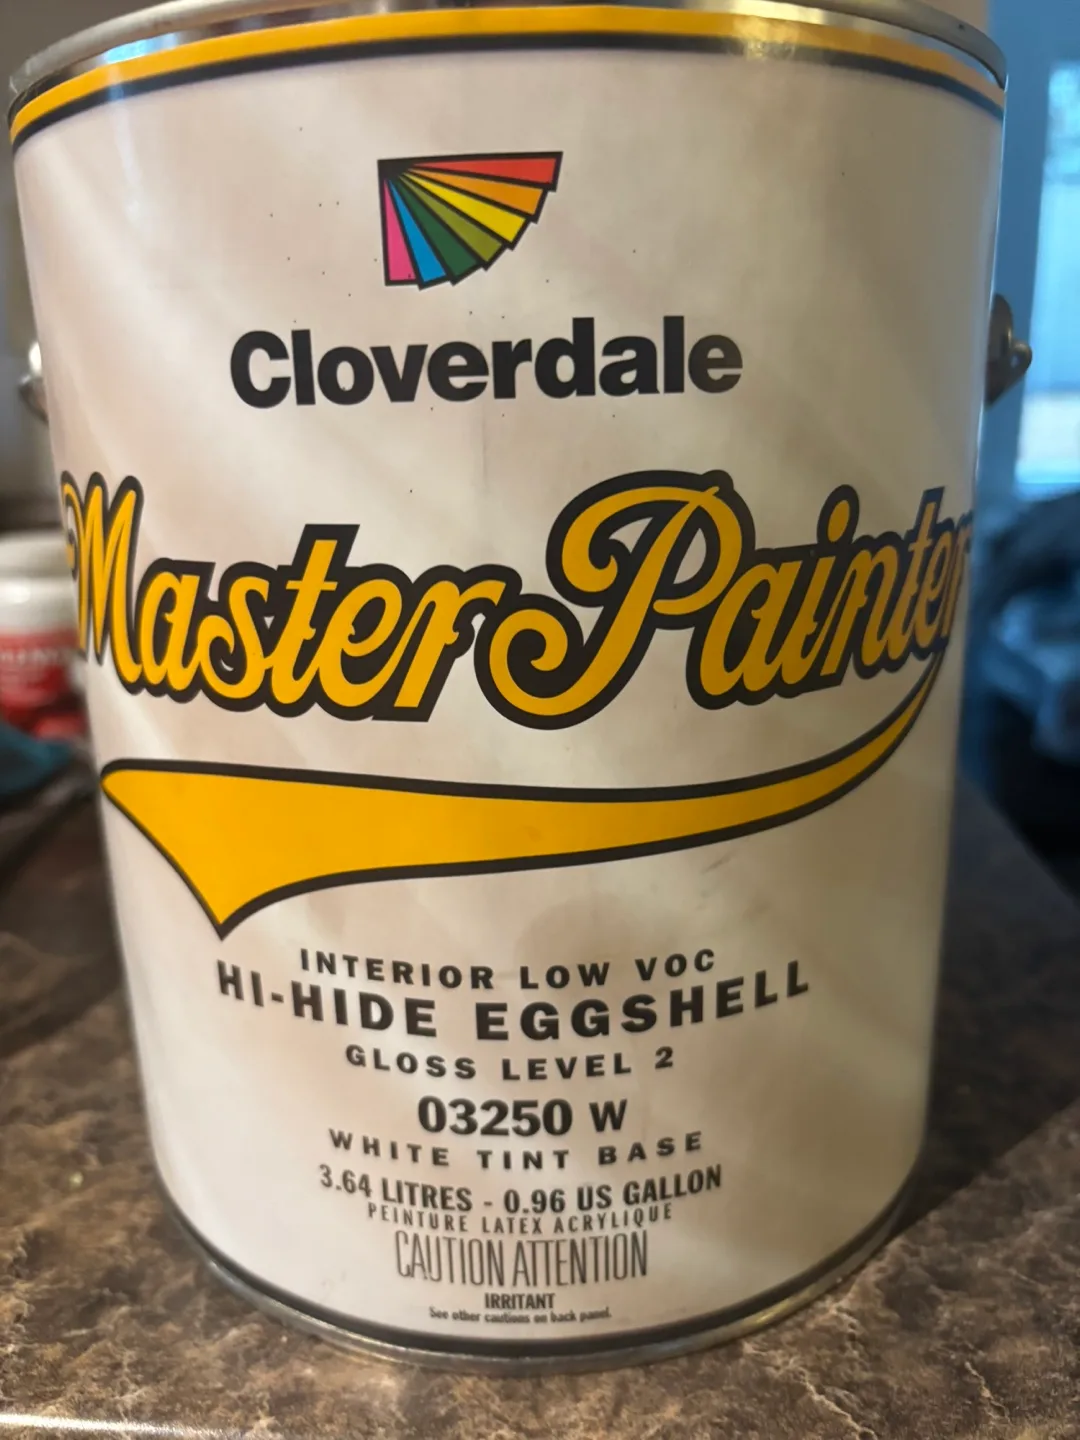 Cloverdale
Master Painter
INTERIOR LOW VOC
HI-HIDE EGGSHELL
GLOSS LEVEL 2
03250 W
WHITE TINT BASE
3.64 LITRES - 0.96 US GALLON
PEINTURE LATEX ACRYLIQUE
CAUTION ATTENTION
IRRITANT
See other cautions on back panel.